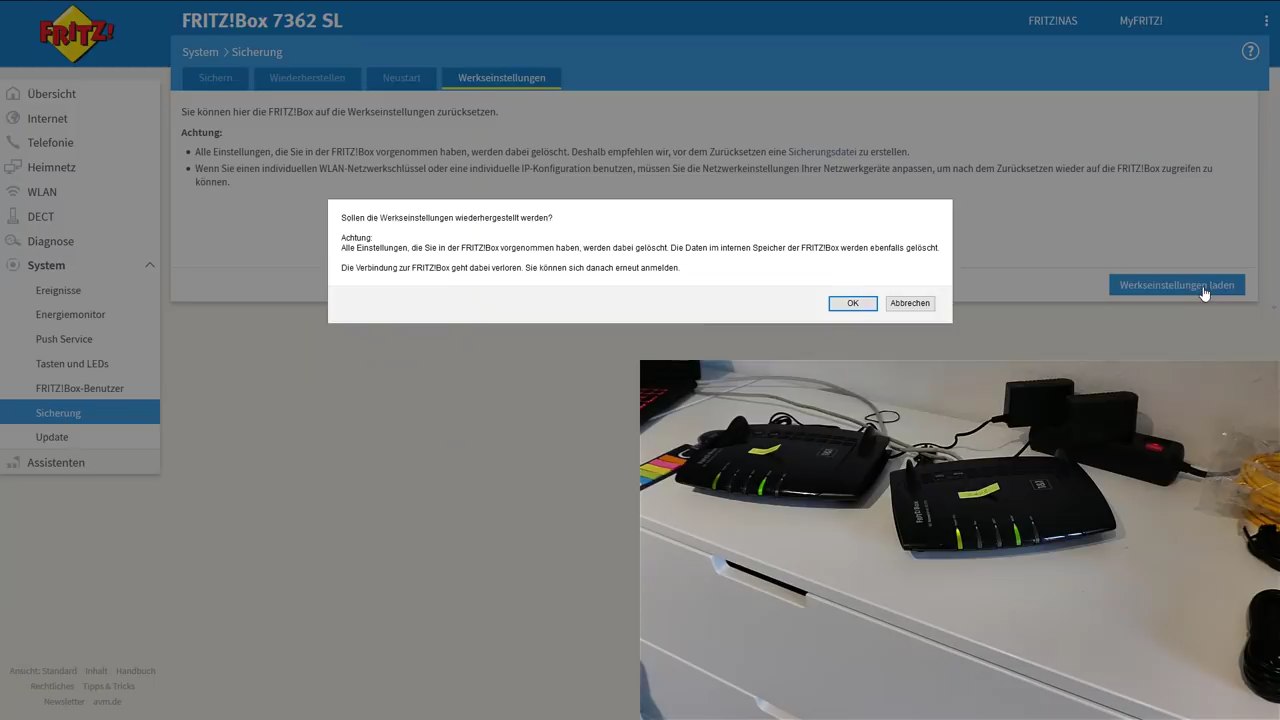 FRITZ!
FRITZ!Box 7362 SL
FRITZ!NAS
MyFRITZ!
System > Sicherung
?
Sichern
Wiederherstellen
Neustart
Werkseinstellungen
Übersicht
Internet
Telefonie
Heimnetz
WLAN
DECT
Diagnose
System
Ereignisse
Energiemonitor
Push Service
Tasten und LEDs
FRITZ!Box-Benutzer
Sicherung
Update
Assistenten
Sie können hier die FRITZ!Box auf die Werkseinstellungen zurücksetzen.
Achtung:
• Alle Einstellungen, die Sie in der FRITZ!Box vorgenommen haben, werden dabei gelöscht. Deshalb empfehlen wir, vor dem Zurücksetzen eine Sicherungsdatei zu erstellen.
• Wenn Sie einen individuellen WLAN-Netzwerkschlüssel oder eine individuelle IP-Konfiguration benutzen, müssen Sie die Netzwerkeinstellungen Ihrer Netzwerkgeräte anpassen, um nach dem Zurücksetzen wieder auf die FRITZ!Box zugreifen zu
können.
Sollen die Werkseinstellungen wiederhergestellt werden?
Achtung:
Alle Einstellungen, die Sie in der FRITZ!Box vorgenommen haben, werden dabei gelöscht. Die Daten im internen Speicher der FRITZ!Box werden ebenfalls gelöscht.
Die Verbindung zur FRITZ!Box geht dabei verloren. Sie können sich danach erneut anmelden.
OK
Abbrechen
Werkseinstellungen laden
FRITZ!Box
Ansicht: Standard Inhalt Handbuch
Rechtliches Tipps & Tricks
Newsletter avm.de